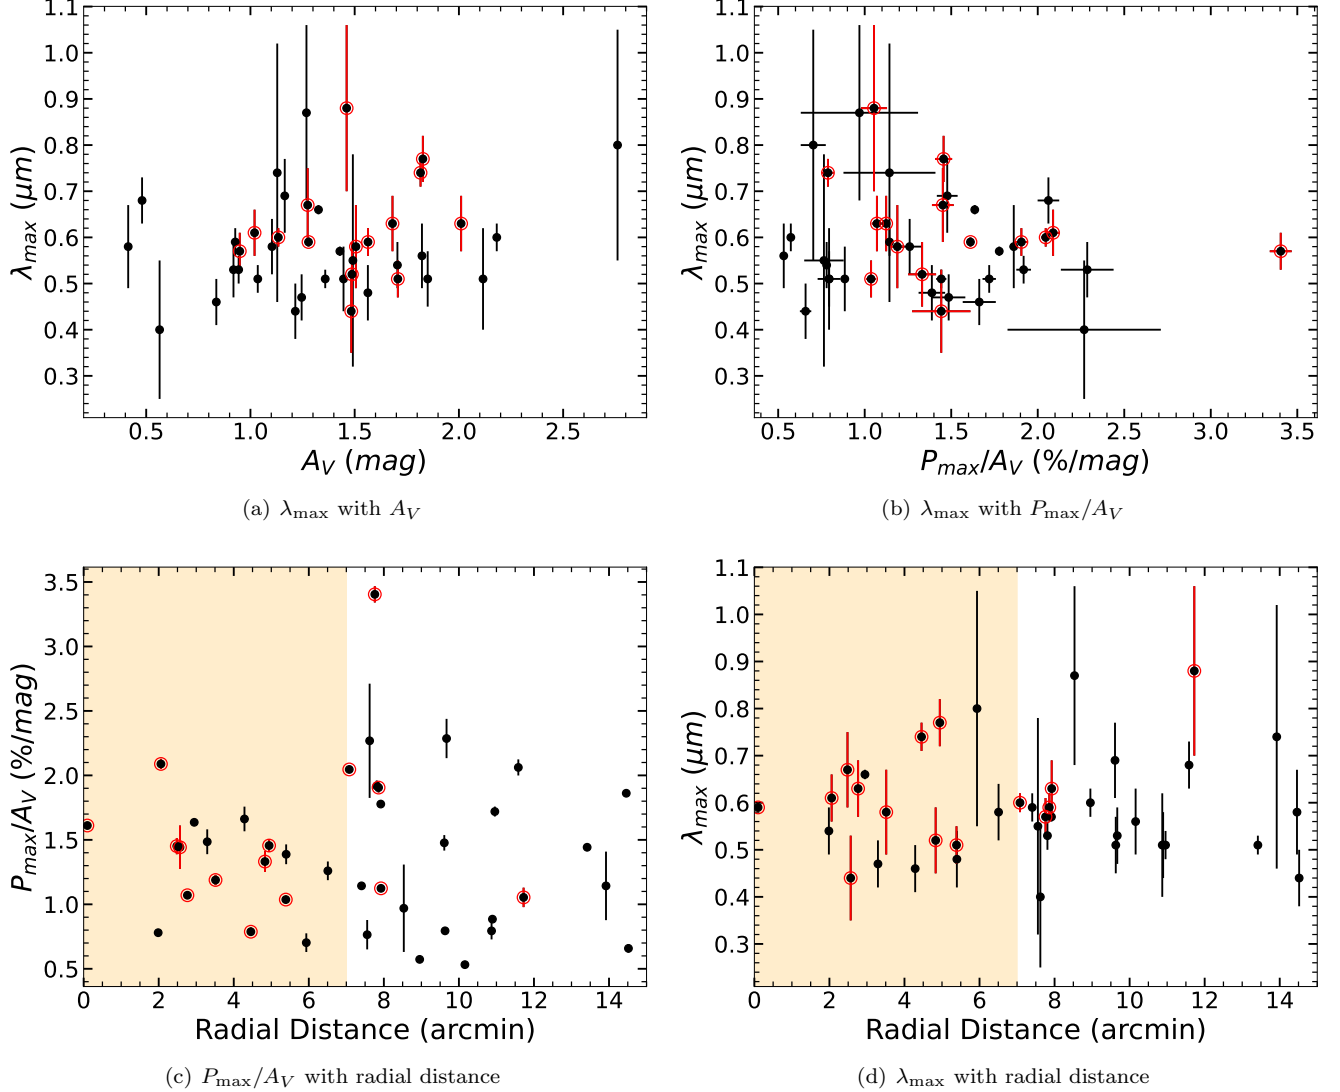 1.1
1.0
0.9
0.8
0.7
0.6
0.5
0.4
0.3
λmax (μm)
0.5 1.0 1.5 2.0 2.5
AV (mag)
(a) λmax with AV
1.1
1.0
0.9
0.8
0.7
0.6
0.5
0.4
0.3
λmax (μm)
0.5 1.0 1.5 2.0 2.5 3.0 3.5
Pmax/AV (%/mag)
(b) λmax with Pmax/AV
3.5
3.0
2.5
2.0
1.5
1.0
0.5
Pmax/AV (%/mag)
0 2 4 6 8 10 12 14
Radial Distance (arcmin)
(c) Pmax/AV with radial distance
1.1
1.0
0.9
0.8
0.7
0.6
0.5
0.4
0.3
λmax (μm)
0 2 4 6 8 10 12 14
Radial Distance (arcmin)
(d) λmax with radial distance